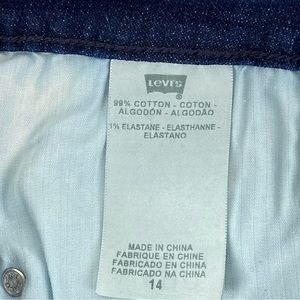 Levi's
®
99% COTTON - COTON -
ALGODÓN - ALGODÃO
1% ELASTANE - ELASTHANNE -
ELASTANO
MADE IN CHINA
FABRIQUE EN CHINE
FABRICADO EN CHINA
FABRICADO NA CHINA
14